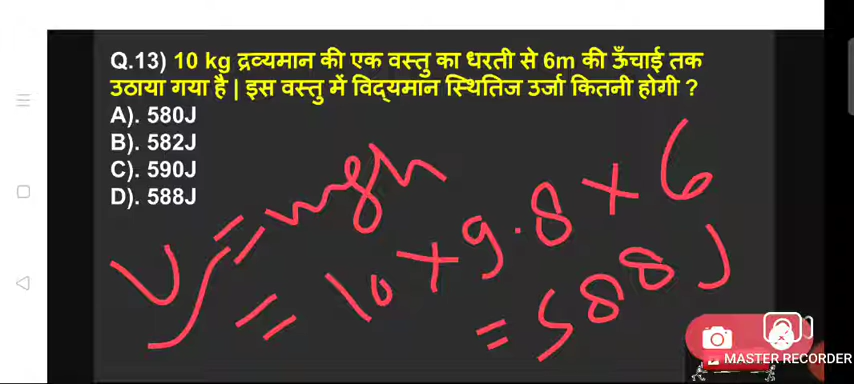 Q.13) 10 kg द्रव्यमान की एक वस्तु का धरती से 6m की ऊँचाई तक
उठाया गया है | इस वस्तु में विद्यमान स्थितिज उर्जा कितनी होगी ?
A). 580J
B). 582J
C). 590J
D). 588J
U = mgh
= 10 × 9.8 × 6
= 588 J
MASTER RECORDER